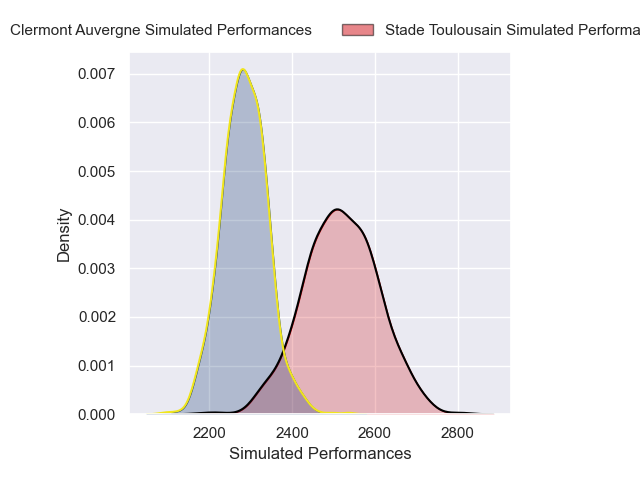 Clermont Auvergne Simulated Performances
Stade Toulousain Simulated Performa
0.007
0.006
0.005
0.004
0.003
0.002
0.001
0.000
Density
2200 2400 2600 2800
Simulated Performances